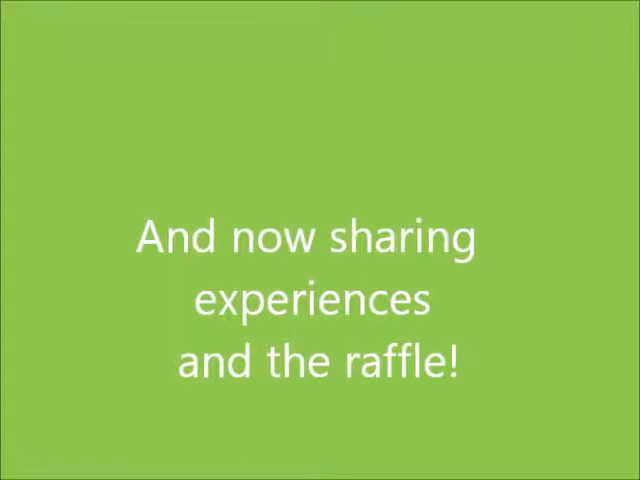 And now sharing
experiences
and the raffle!